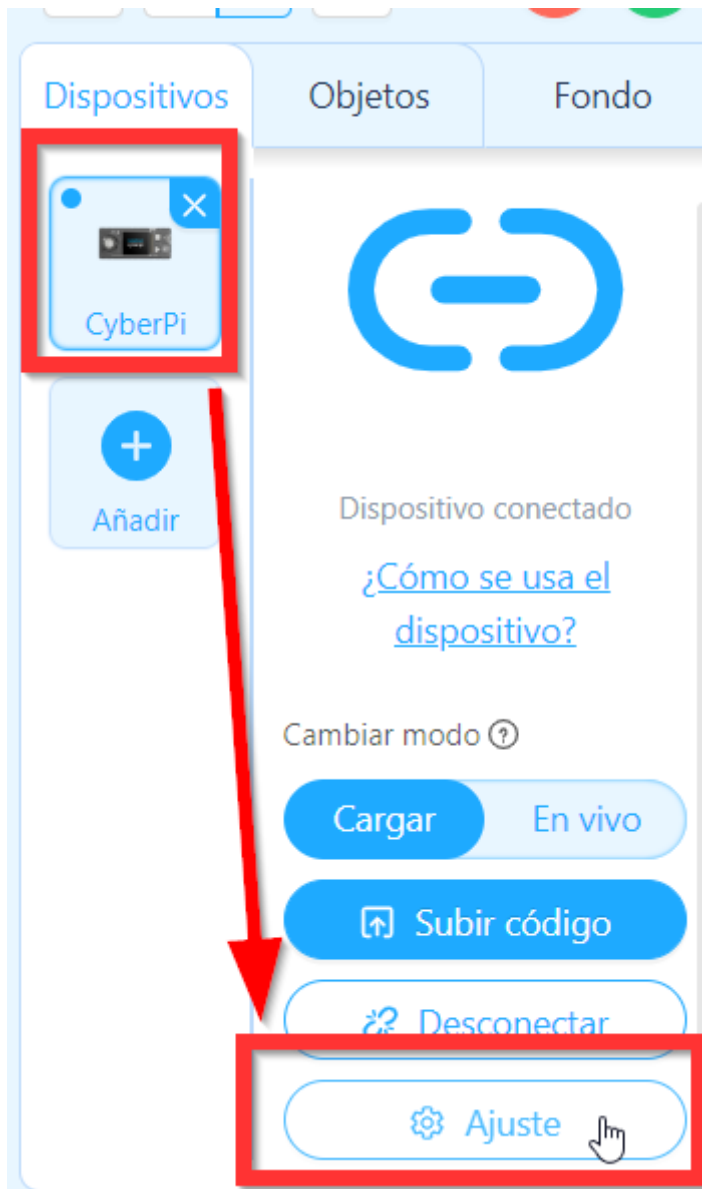 Dispositivos
Objetos
Fondo
CyberPi
Añadir
Dispositivo conectado
¿Cómo se usa el
dispositivo?
Cambiar modo ?
Cargar
En vivo
Subir código
Desconectar
Ajuste